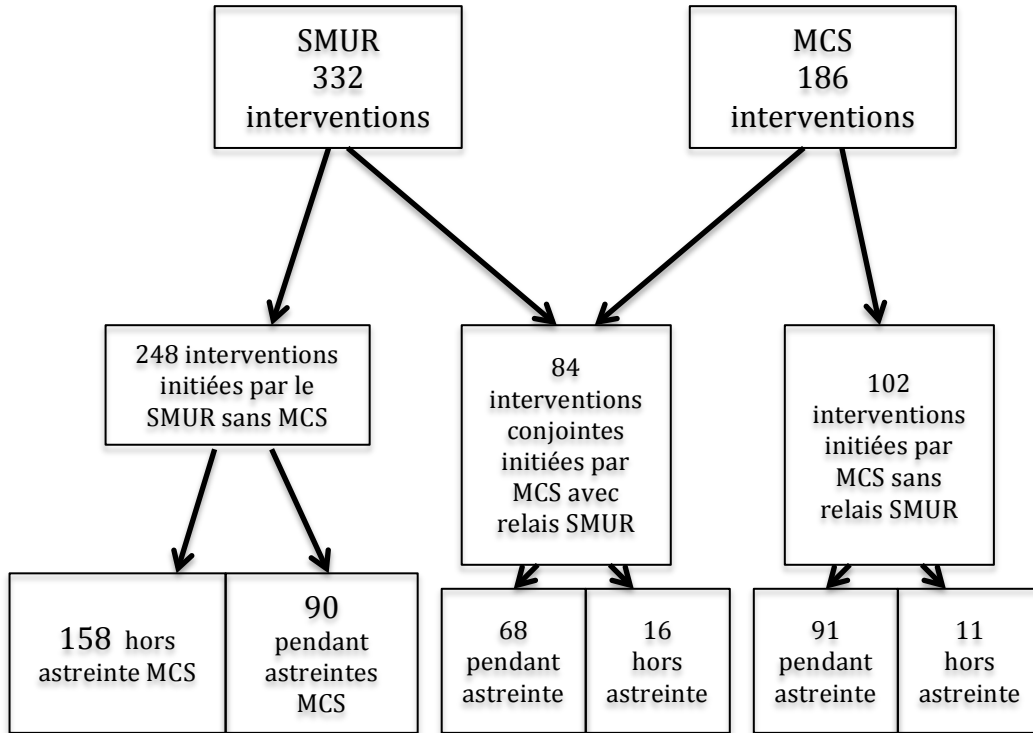 SMUR
332
interventions
MCS
186
interventions
248 interventions
initiées par le
SMUR sans MCS
84
interventions
conjointes
initiées par
MCS avec
relais SMUR
102
interventions
initiées par
MCS sans
relais SMUR
158 hors
astreinte MCS
90
pendant
astreintes
MCS
68
pendant
astreinte
16
hors
astreinte
91
pendant
astreinte
11
hors
astreinte